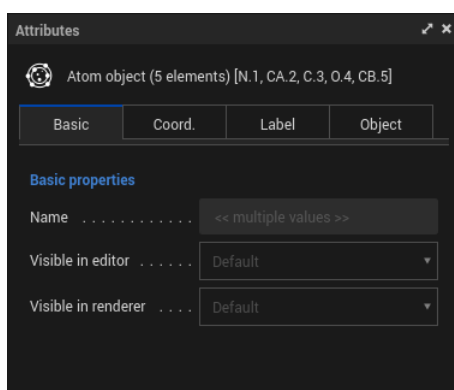 Attributes
Atom object (5 elements) [N.1, CA.2, C.3, O.4, CB.5]
Basic Coord. Label Object
Basic properties
Name . . . . . . . . . . . . << multiple values >>
Visible in editor . . . . . . Default
Visible in renderer . . . . Default